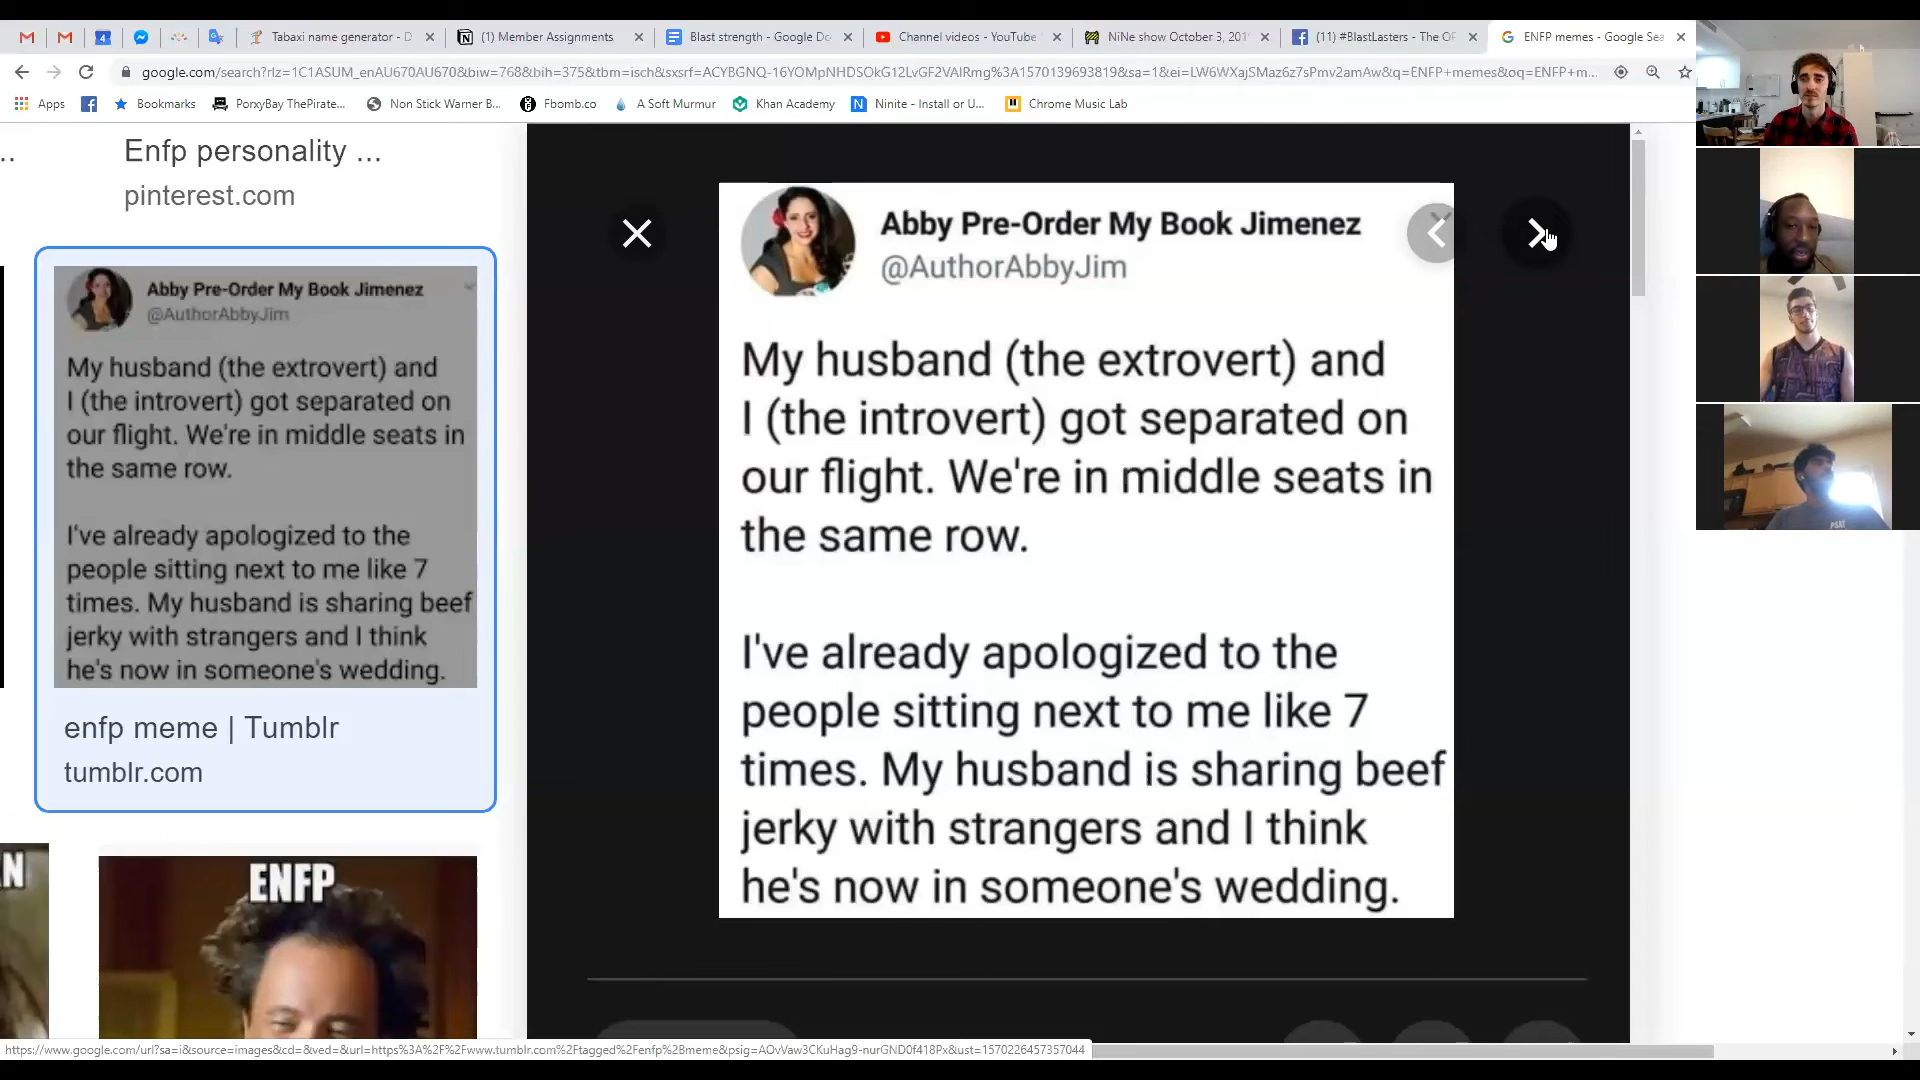 Tabaxi name generator - D
(1) Member Assignments
Blast strength - Google Do
Channel videos - YouTube
NiNe show October 3, 201
(11) #BlastLasters - The OF
ENFP memes - Google Sea
google.com/search?rlz=1C1ASUM_enAU670AU670&biw=768&bih=375&tbm=isch&sxsrf=ACYBGNQ-16YOMpNHDSOkG12LvGF2VAlRmg%3A1570139693819&sa=1&ei=LW6WXajSMaz6z7sPmv2amAw&q=ENFP+memes&oq=ENFP+m...
Apps
Bookmarks
PorxyBay ThePirate...
Non Stick Warner B...
Fbomb.co
A Soft Murmur
Khan Academy
Ninite - Install or U...
Chrome Music Lab
..
Enfp personality ...
pinterest.com
Abby Pre-Order My Book Jimenez
@AuthorAbbyJim
My husband (the extrovert) and
I (the introvert) got separated on
our flight. We're in middle seats in
the same row.
I've already apologized to the
people sitting next to me like 7
times. My husband is sharing beef
jerky with strangers and I think
he's now in someone's wedding.
enfp meme | Tumblr
tumblr.com
N
ENFP
Abby Pre-Order My Book Jimenez
@AuthorAbbyJim
My husband (the extrovert) and
I (the introvert) got separated on
our flight. We're in middle seats in
the same row.
I've already apologized to the
people sitting next to me like 7
times. My husband is sharing beef
jerky with strangers and I think
he's now in someone's wedding.
PSAT
https://www.google.com/url?sa=i&source=images&cd=&ved=&url=https%3A%2F%2Fwww.tumblr.com%2Ftagged%2Fenfp%2Bmeme&psig=AOvVaw3CKuHag9-nurGND0f418Px&ust=1570226457357044